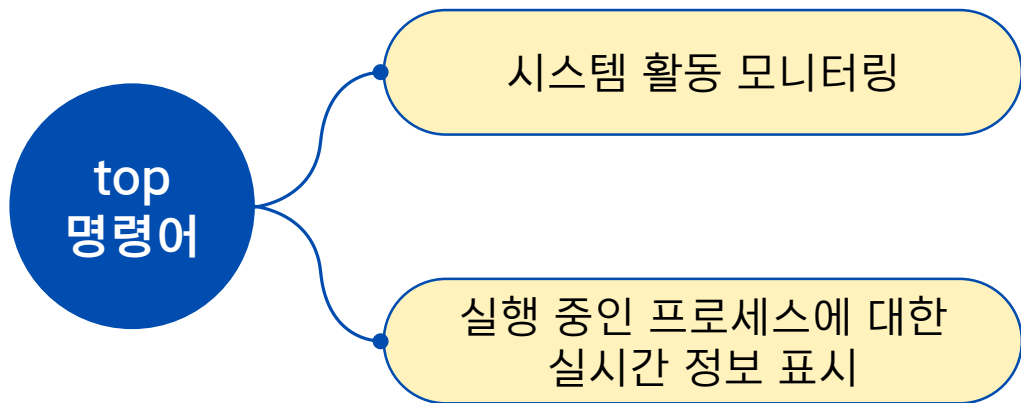 top
명령어
시스템 활동 모니터링
실행 중인 프로세스에 대한
실시간 정보 표시